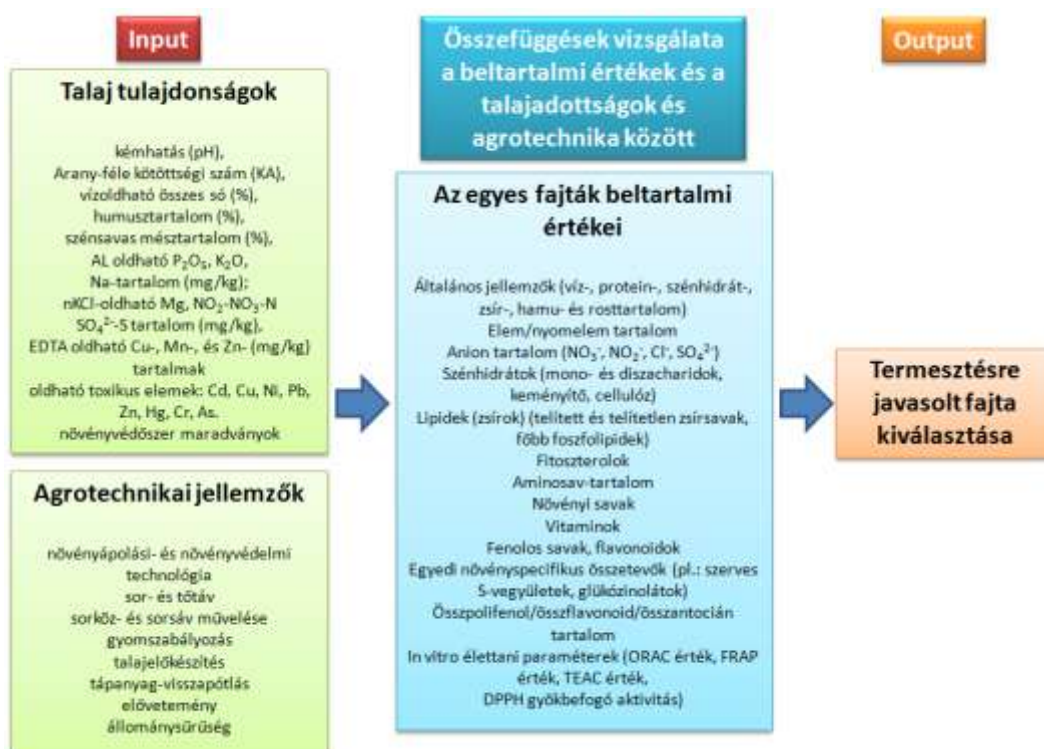 Input
Talaj tulajdonságok
kémhatás (pH),
Arany-féle kötöttségi szám (KA),
vízoldható összes só (%),
humusztartalom (%),
szénsavas mésztartalom (%),
AL oldható P₂O₅, K₂O,
Na-tartalom (mg/kg);
nKCl-oldható Mg, NO₂-NO₃-N
SO₄²⁻-S tartalom (mg/kg),
EDTA oldható Cu-, Mn-, és Zn- (mg/kg)
tartalmak
oldható toxikus elemek: Cd, Cu, Ni, Pb,
Zn, Hg, Cr, As.
növényvédőszer maradványok
Agrotechnikai jellemzők
növényápolási- és növényvédelmi
technológia
sor- és tőtáv
sorköz- és sorsáv művelése
gyomszabályozás
talajelőkészítés
tápanyag-visszapótlás
elővetemény
állománysűrűség
Összefüggések vizsgálata
a beltartalmi értékek és a
talajadottságok és
agrotechnika között
Az egyes fajták beltartalmi
értékei
Általános jellemzők (víz-, protein-, szénhidrát-,
zsír-, hamu- és rosttartalom)
Elem/nyomelem tartalom
Anion tartalom (NO₃⁻, NO₂⁻, Cl⁻, SO₄²⁻)
Szénhidrátok (mono- és diszacharidok,
keményítő, cellulóz)
Lipidek (zsírok) (telített és telítetlen zsírsavak,
főbb foszfolipidek)
Fitoszterolok
Aminosav-tartalom
Növényi savak
Vitaminok
Fenolos savak, flavonoidok
Egyedi növényspecifikus összetevők (pl.: szerves
S-vegyületek, glükózinolátok)
Összpolifenol/összflavonoid/összantocián
tartalom
In vitro élettani paraméterek (ORAC érték, FRAP
érték, TEAC érték,
DPPH gyökbefogó aktivitás)
Output
Termesztésre
javasolt fajta
kiválasztása